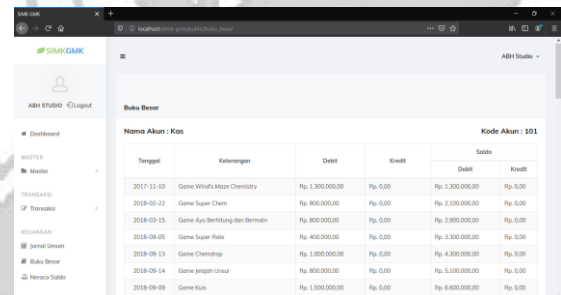 SIMK GMK
localhost/simk-gmk/public/buku_besar
SIMKGMK
ABH Studio
ABH STUDIO Logout
Buku Besar
Dashboard
Nama Akun : Kas
Kode Akun : 101
MASTER
Master
TRANSAKSI
Transaksi
KEUANGAN
Jurnal Umum
Buku Besar
Neraca Saldo
Tanggal Keterangan Debit Kredit Saldo
Debit Kredit
2017-11-10 Game Wind's Maze Chemistry Rp. 1.300.000,00 Rp. 0,00 Rp. 1.300.000,00 Rp. 0,00
2018-02-22 Game Super Chem Rp. 800.000,00 Rp. 0,00 Rp. 2.100.000,00 Rp. 0,00
2018-03-15 Game Ayo Berhitung dan Bermain Rp. 800.000,00 Rp. 0,00 Rp. 2.900.000,00 Rp. 0,00
2018-09-05 Game Super Rate Rp. 400.000,00 Rp. 0,00 Rp. 3.300.000,00 Rp. 0,00
2018-09-13 Game Chemdrop Rp. 1.000.000,00 Rp. 0,00 Rp. 4.300.000,00 Rp. 0,00
2018-09-14 Game Jelajah Unsur Rp. 800.000,00 Rp. 0,00 Rp. 5.100.000,00 Rp. 0,00
2018-09-09 Game Kuis Rp. 1.500.000,00 Rp. 0,00 Rp. 6.600.000,00 Rp. 0,00